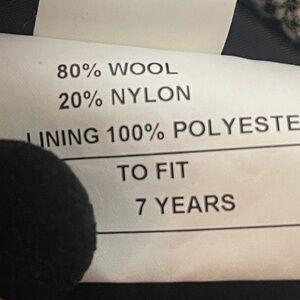 80% WOOL
20% NYLON
LINING 100% POLYESTE
TO FIT
7 YEARS